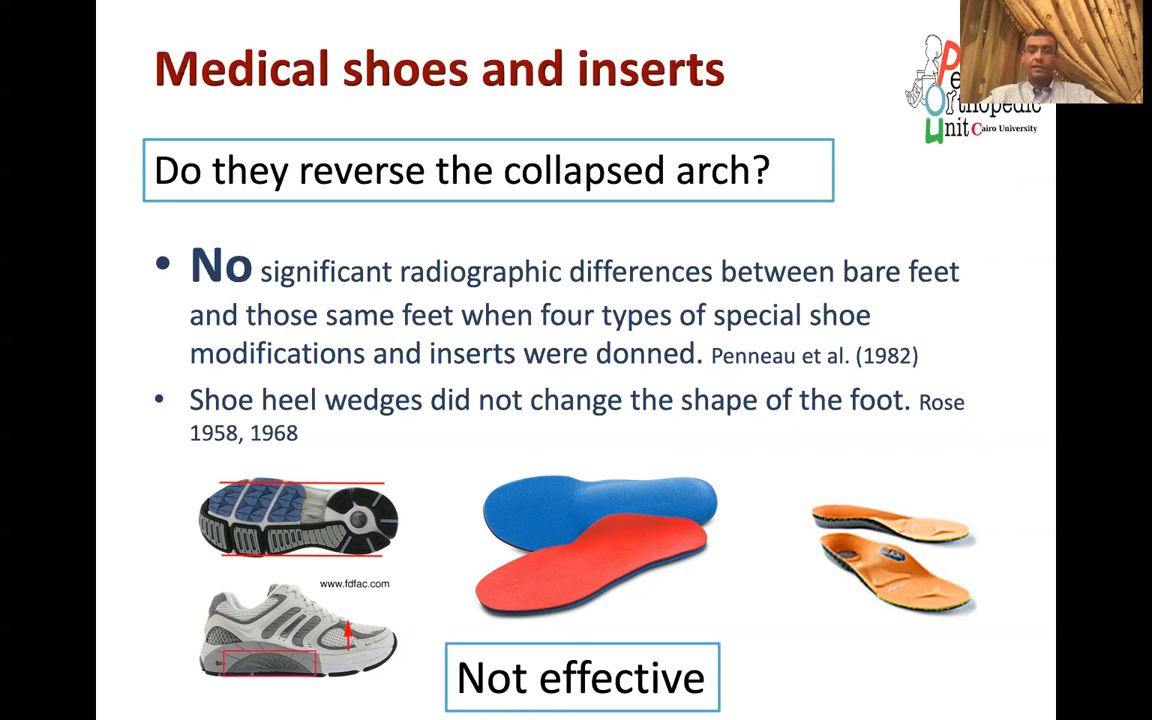 Medical shoes and inserts
Orthopedic
Unit Cairo University
Do they reverse the collapsed arch?
• No significant radiographic differences between bare feet
and those same feet when four types of special shoe
modifications and inserts were donned. Penneau et al. (1982)
• Shoe heel wedges did not change the shape of the foot. Rose
1958, 1968
www.fdfac.com
Not effective